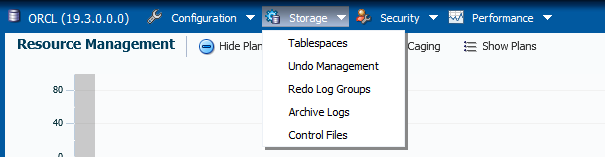 ORCL (19.3.0.0.0) Configuration Storage Security Performance
Resource Management Hide Plan Caging Show Plans
Tablespaces
Undo Management
Redo Log Groups
Archive Logs
Control Files
80
40
0